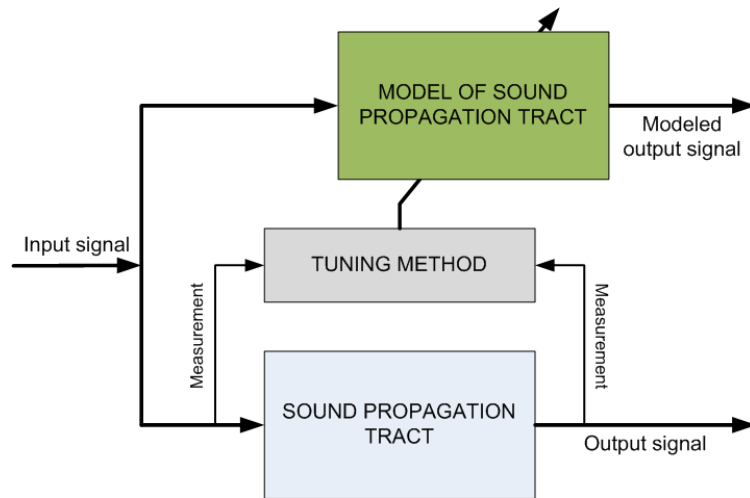 MODEL OF SOUND
PROPAGATION TRACT
Modeled
output signal
Input signal
TUNING METHOD
Measurement
Measurement
SOUND PROPAGATION
TRACT
Output signal